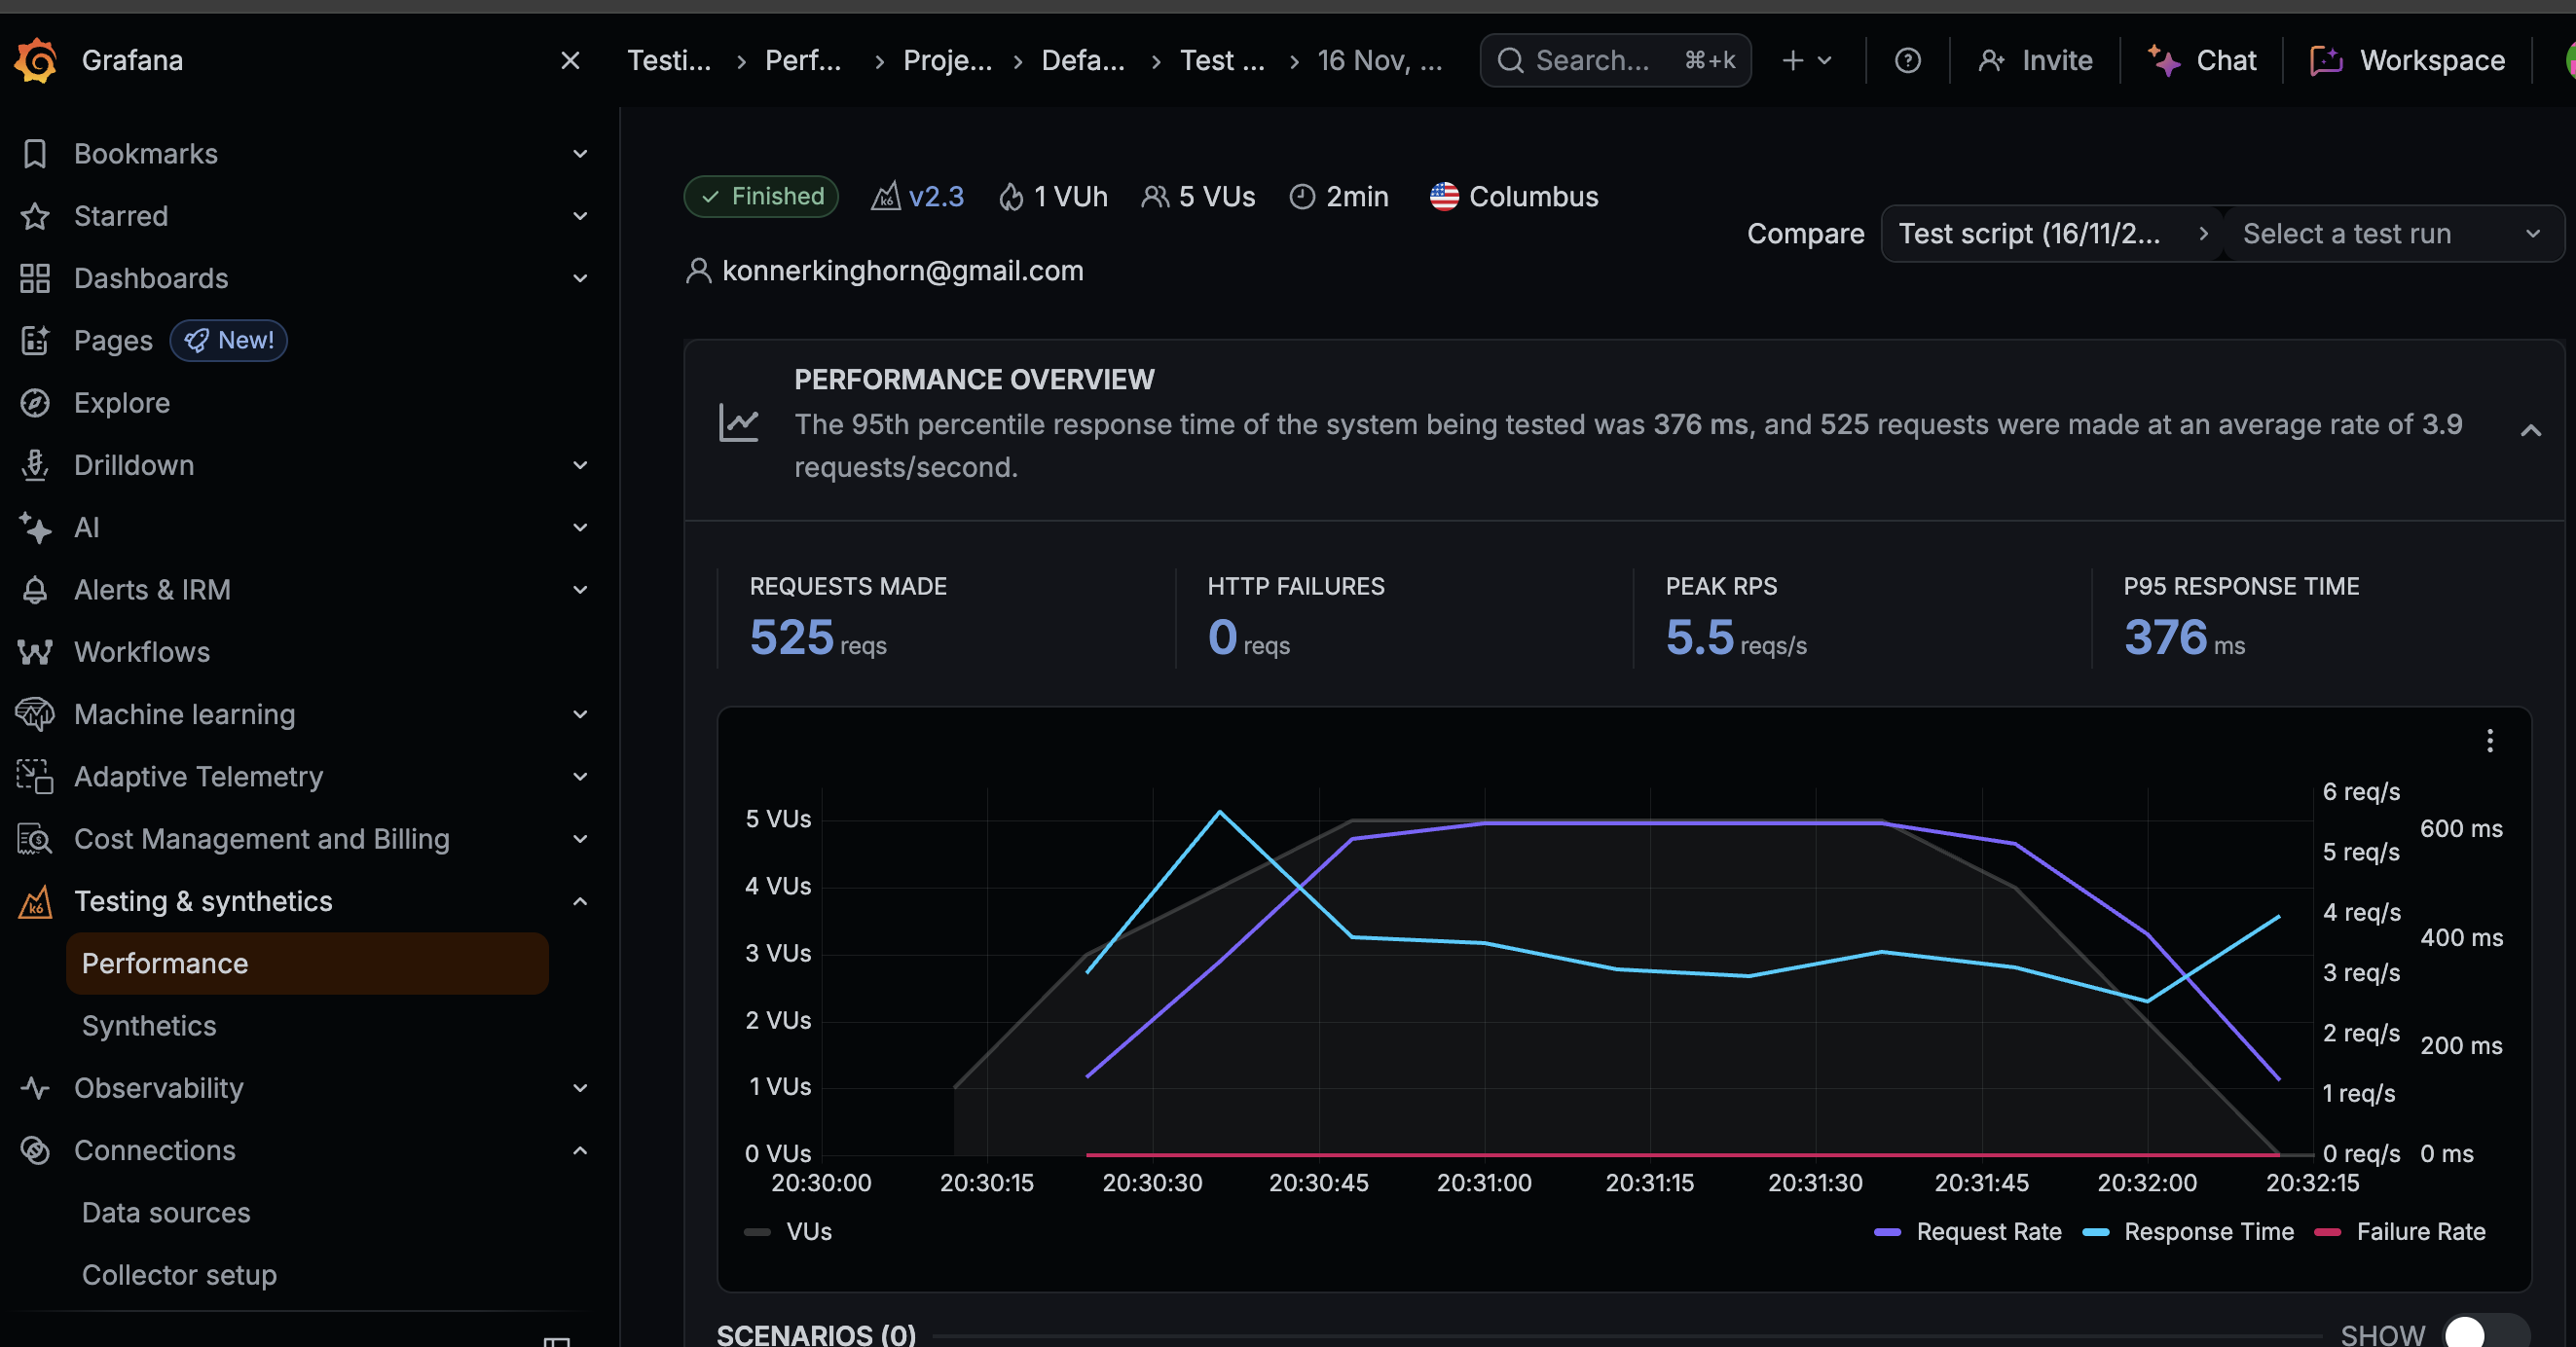 Grafana
Testi... > Perf... > Proje... > Defa... > Test ... > 16 Nov, ...
Search... ⌘+k
Invite
Chat
Workspace
Bookmarks
Starred
Dashboards
Pages New!
Explore
Drilldown
AI
Alerts & IRM
Workflows
Machine learning
Adaptive Telemetry
Cost Management and Billing
k6 Testing & synthetics
Performance
Synthetics
Observability
Connections
Data sources
Collector setup
Finished k6 v2.3 1 VUh 5 VUs 2min Columbus
konnerkinghorn@gmail.com
Compare Test script (16/11/2... > Select a test run
PERFORMANCE OVERVIEW
The 95th percentile response time of the system being tested was 376 ms, and 525 requests were made at an average rate of 3.9
requests/second.
REQUESTS MADE
525 reqs
HTTP FAILURES
0 reqs
PEAK RPS
5.5 reqs/s
P95 RESPONSE TIME
376 ms
5 VUs
4 VUs
3 VUs
2 VUs
1 VUs
0 VUs
6 req/s
5 req/s
4 req/s
3 req/s
2 req/s
1 req/s
0 req/s
600 ms
400 ms
200 ms
0 ms
20:30:00 20:30:15 20:30:30 20:30:45 20:31:00 20:31:15 20:31:30 20:31:45 20:32:00 20:32:15
VUs
Request Rate Response Time Failure Rate
SCENARIOS (0)
SHOW